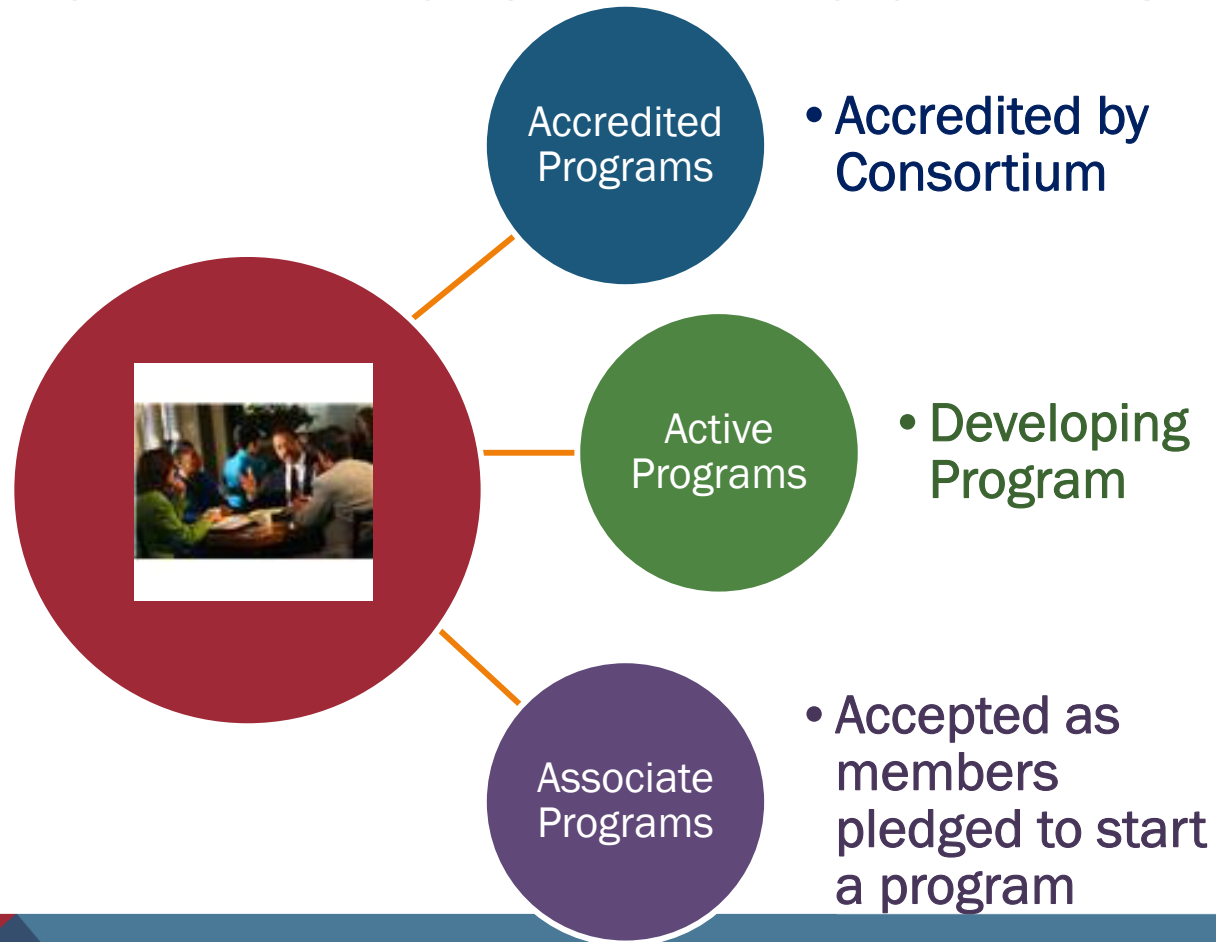 Accredited
Programs
• Accredited by
Consortium
Active
Programs
• Developing
Program
Associate
Programs
• Accepted as
members
pledged to start
a program